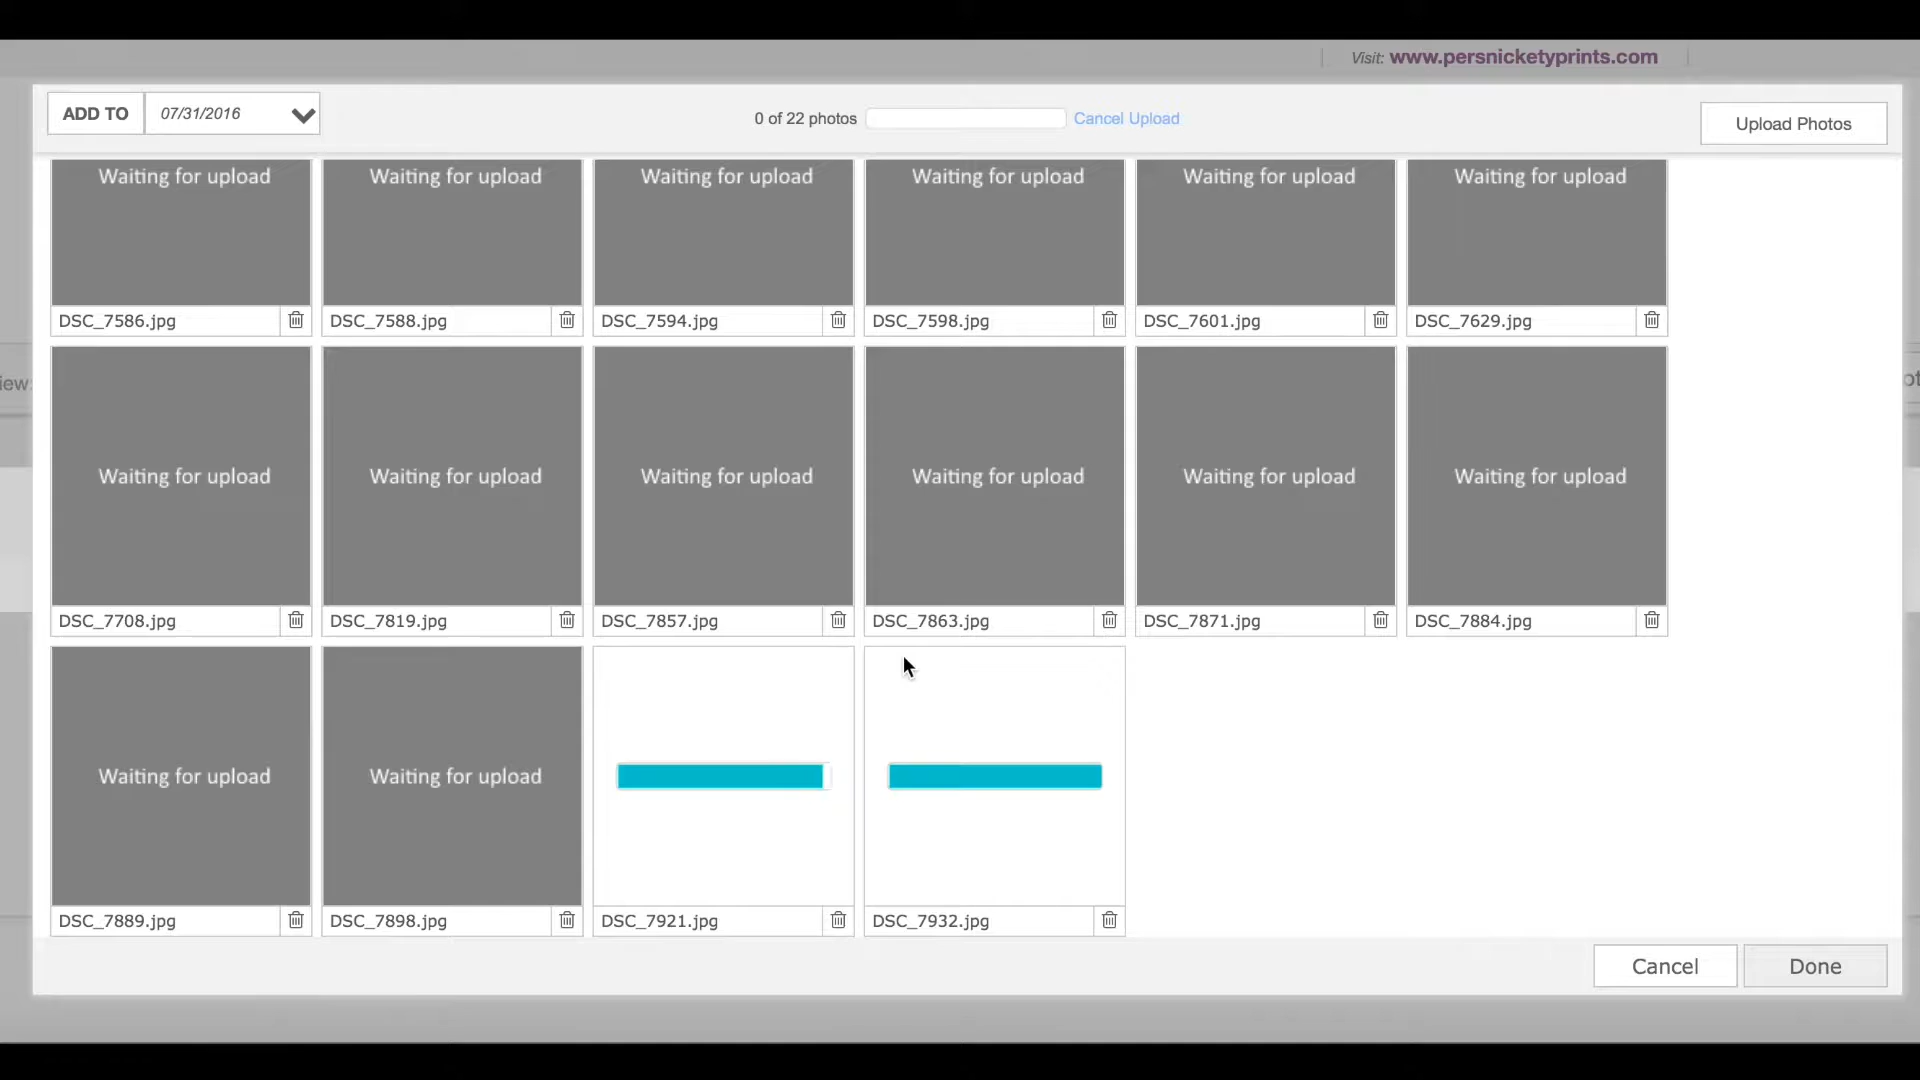 Visit: www.persnicketyprints.com
ADD TO 07/31/2016
0 of 22 photos Cancel Upload
Upload Photos
Waiting for upload Waiting for upload Waiting for upload Waiting for upload Waiting for upload Waiting for upload
DSC_7586.jpg DSC_7588.jpg DSC_7594.jpg DSC_7598.jpg DSC_7601.jpg DSC_7629.jpg
Waiting for upload Waiting for upload Waiting for upload Waiting for upload Waiting for upload Waiting for upload
DSC_7708.jpg DSC_7819.jpg DSC_7857.jpg DSC_7863.jpg DSC_7871.jpg DSC_7884.jpg
Waiting for upload Waiting for upload
DSC_7889.jpg DSC_7898.jpg DSC_7921.jpg DSC_7932.jpg
Cancel Done